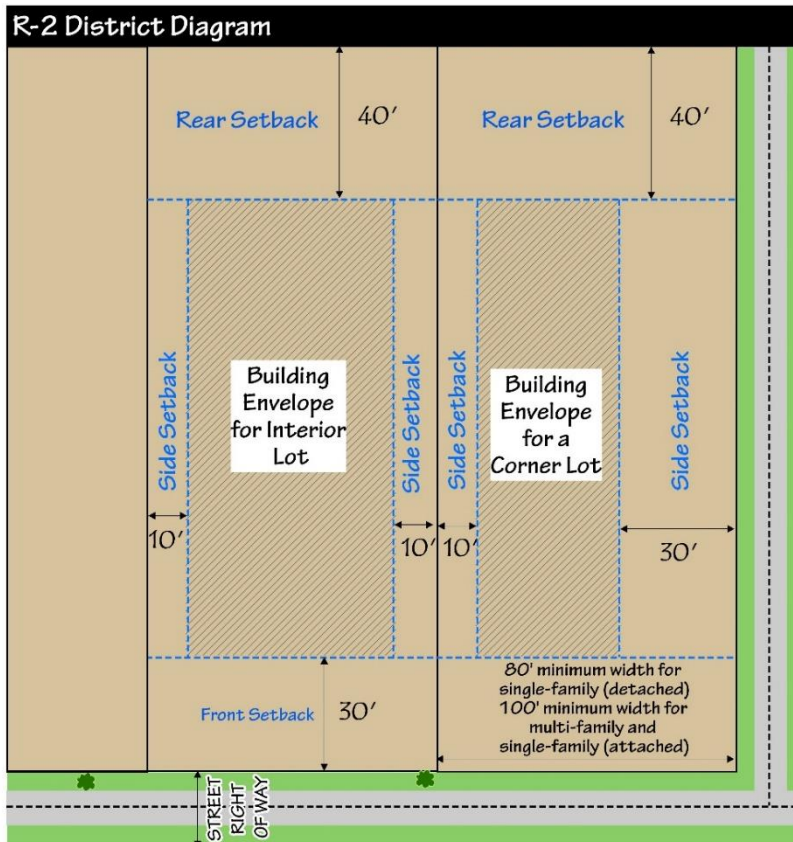 R-2 District Diagram
Rear Setback
40'
Rear Setback
40'
Side Setback
Building
Envelope
for Interior
Lot
Side Setback
Side Setback
Building
Envelope
for a
Corner Lot
Side Setback
10'
10'
10'
30'
Front Setback
30'
80' minimum width for
single-family (detached)
100' minimum width for
multi-family and
single-family (attached)
STREET
RIGHT
OF WAY